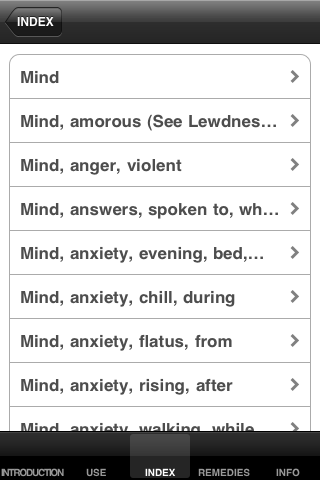 INDEX
Mind
Mind, amorous (See Lewdnes...
Mind, anger, violent
Mind, answers, spoken to, wh...
Mind, anxiety, evening, bed,...
Mind, anxiety, chill, during
Mind, anxiety, flatus, from
Mind, anxiety, rising, after
Mind, anxiety, walking, while
INTRODUCTION USE INDEX REMEDIES INFO